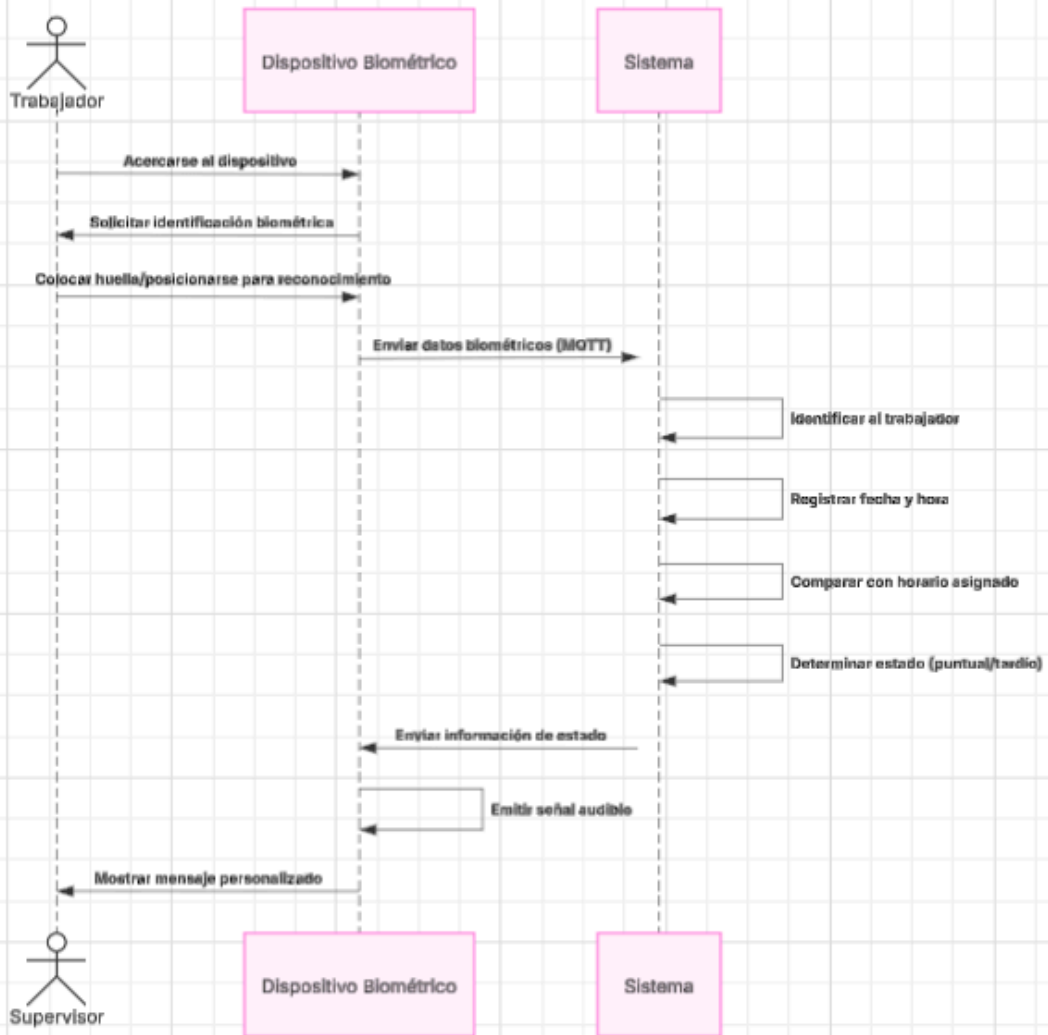 Dispositivo Biométrico
Sistema
Trabajador
Acercarse al dispositivo
Solicitar identificación biométrica
Colocar huella/posicionarse para reconocimiento
Enviar datos biométricos (MQTT)
Identificar al trabajador
Registrar fecha y hora
Comparar con horario asignado
Determinar estado (puntual/tardío)
Enviar información de estado
Emitir señal audible
Mostrar mensaje personalizado
Dispositivo Biométrico
Sistema
Supervisor